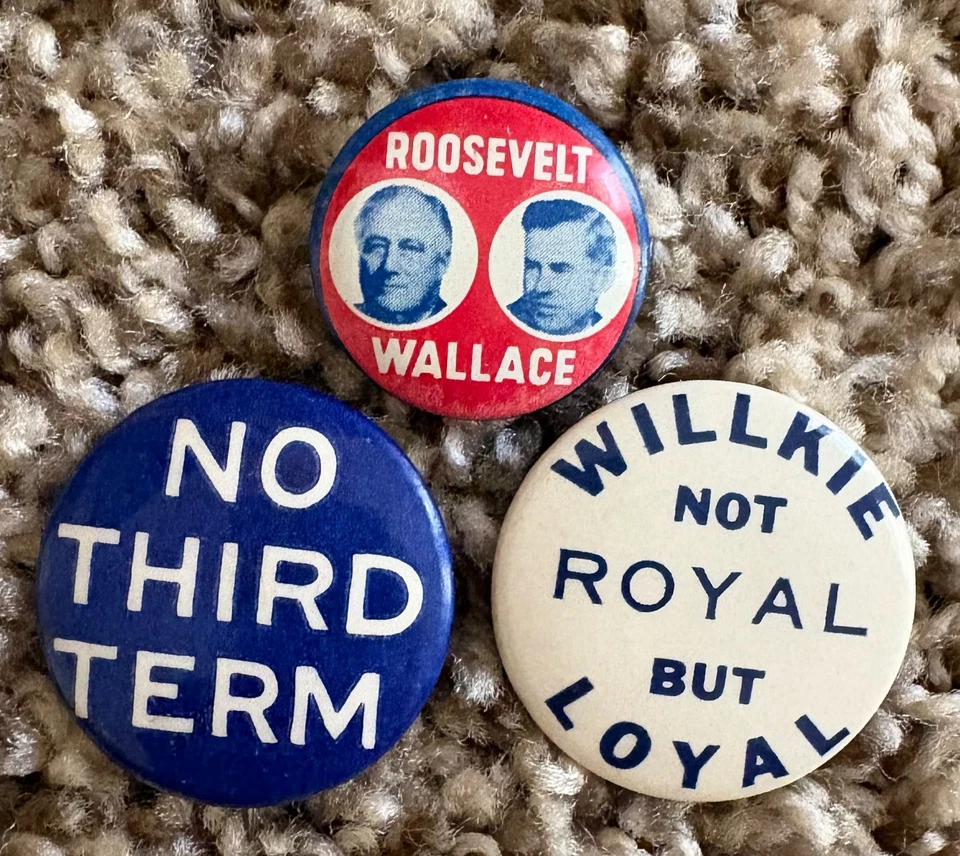 ROOSEVELT
WALLACE
NO
THIRD
TERM
WILLKIE
NOT
ROYAL
BUT
LOYAL